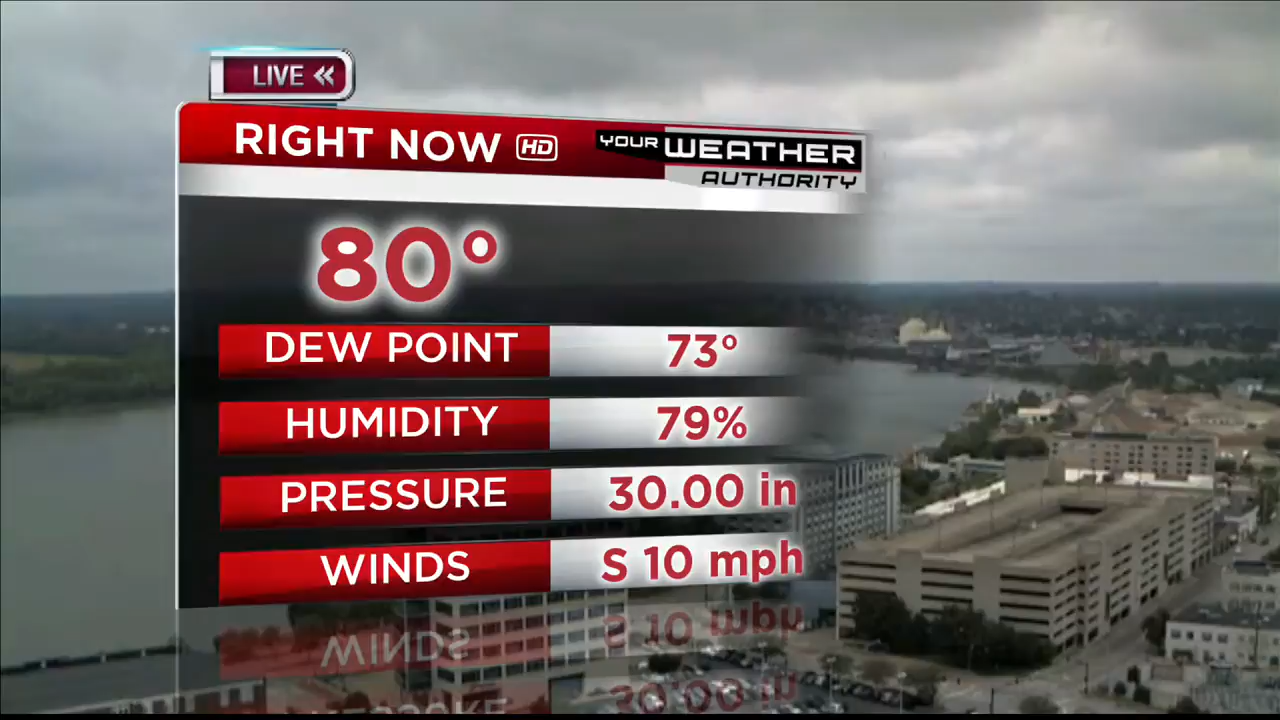 LIVE
RIGHT NOW HD
YOUR WEATHER
AUTHORITY
80°
DEW POINT 73°
HUMIDITY 79%
PRESSURE 30.00 in
WINDS S 10 mph